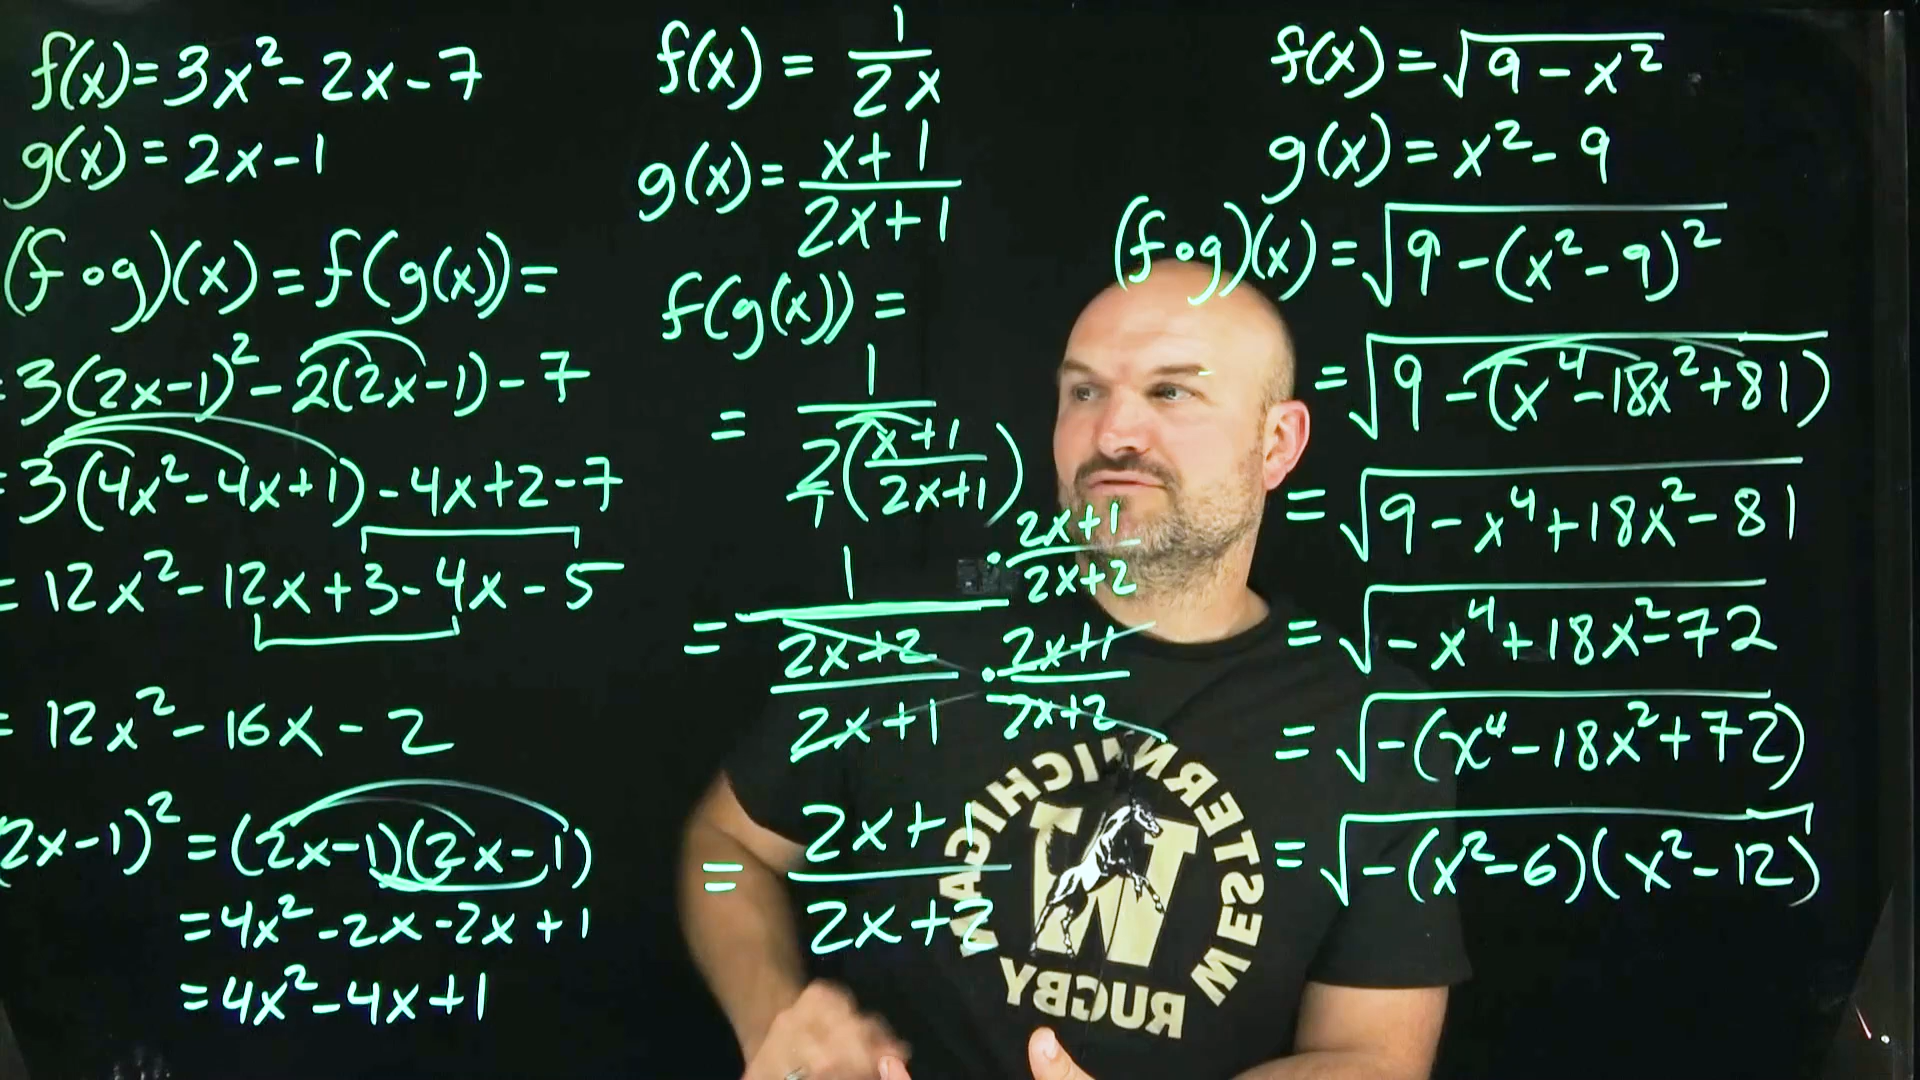 f(x) = 3x² - 2x - 7
g(x) = 2x - 1
(f∘g)(x) = f(g(x)) =
= 3(2x-1)² - 2(2x-1) - 7
= 3(4x² - 4x + 1) - 4x + 2 - 7
= 12x² - 12x + 3 - 4x - 5
= 12x² - 16x - 2
(2x-1)² = (2x-1)(2x-1)
= 4x² - 2x - 2x + 1
= 4x² - 4x + 1
f(x) = 1/2x
g(x) = x+1/2x+1
f(g(x)) =
= 1 / 2/1 (x+1/2x+1)
= 1 / 2x+2/2x+1 · 2x+1/2x+2 / 2x+1/2x+2
= 2x+1/2x+2
f(x) = √9 - x²
g(x) = x² - 9
(f∘g)(x) = √9 - (x² - 9)²
= √9 - (x⁴ - 18x² + 81)
= √9 - x⁴ + 18x² - 81
= √-x⁴ + 18x² - 72
= √-(x⁴ - 18x² + 72)
= √-(x² - 6)(x² - 12)
WESTERN MICHIGAN
W
RUGBY